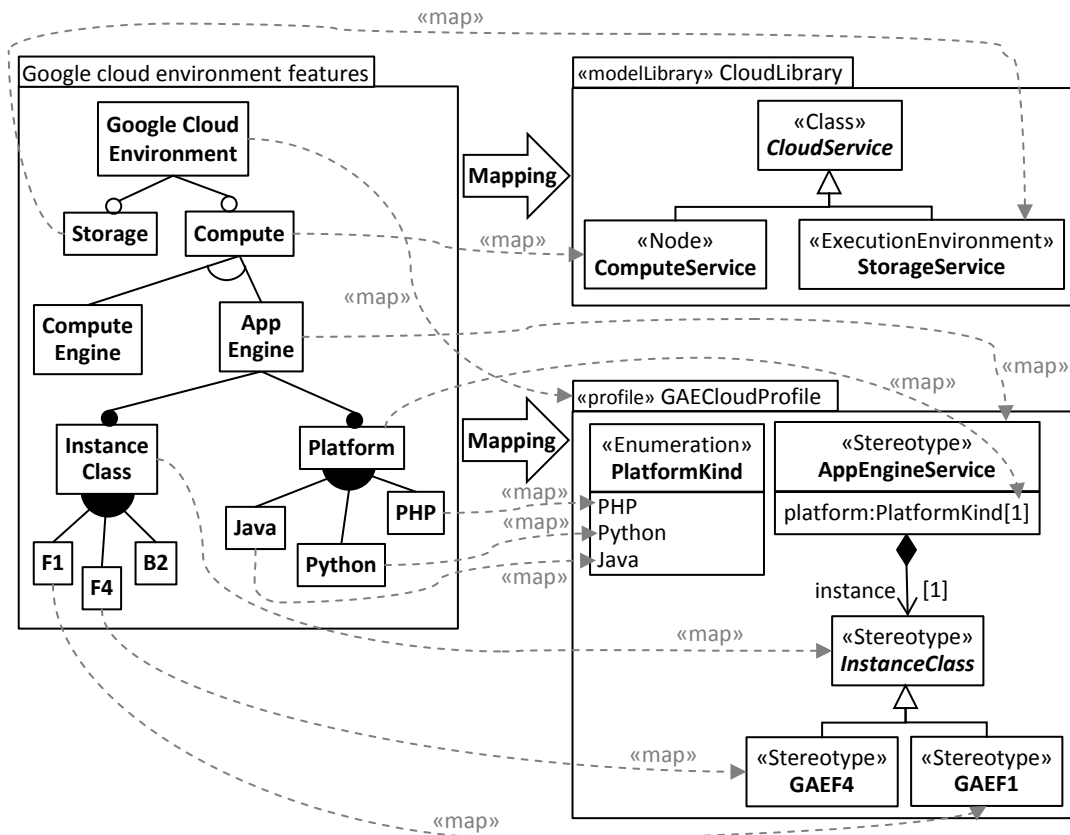 «map»
Google cloud environment features
Google Cloud
Environment
Storage
Compute
Compute
Engine
App
Engine
Instance
Class
Platform
F1
F4
B2
Java
Python
PHP
Mapping
«map»
«map»
«modelLibrary» CloudLibrary
«Class»
CloudService
«Node»
ComputeService
«ExecutionEnvironment»
StorageService
«map»
«map»
Mapping
«profile» GAECloudProfile
«Enumeration»
PlatformKind
PHP
Python
Java
«Stereotype»
AppEngineService
platform:PlatformKind[1]
instance [1]
«Stereotype»
InstanceClass
«Stereotype»
GAEF4
«Stereotype»
GAEF1
«map»
«map»
«map»
«map»
«map»
«map»